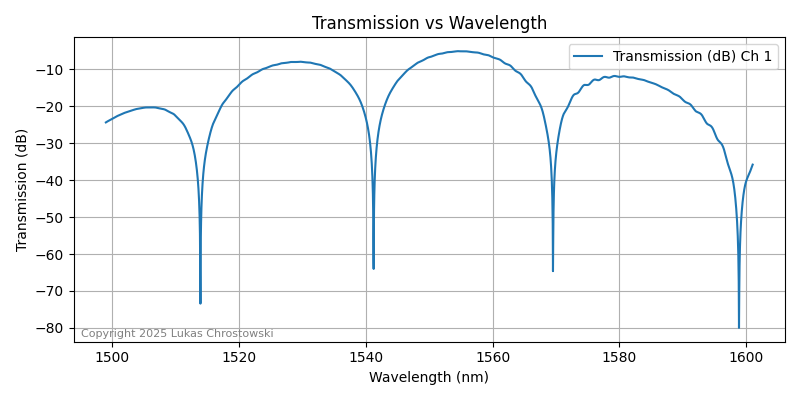 Transmission vs Wavelength
Transmission (dB) Ch 1
Transmission (dB)
−10
−20
−30
−40
−50
−60
−70
−80
Copyright 2025 Lukas Chrostowski
1500
1520
1540
1560
1580
1600
Wavelength (nm)